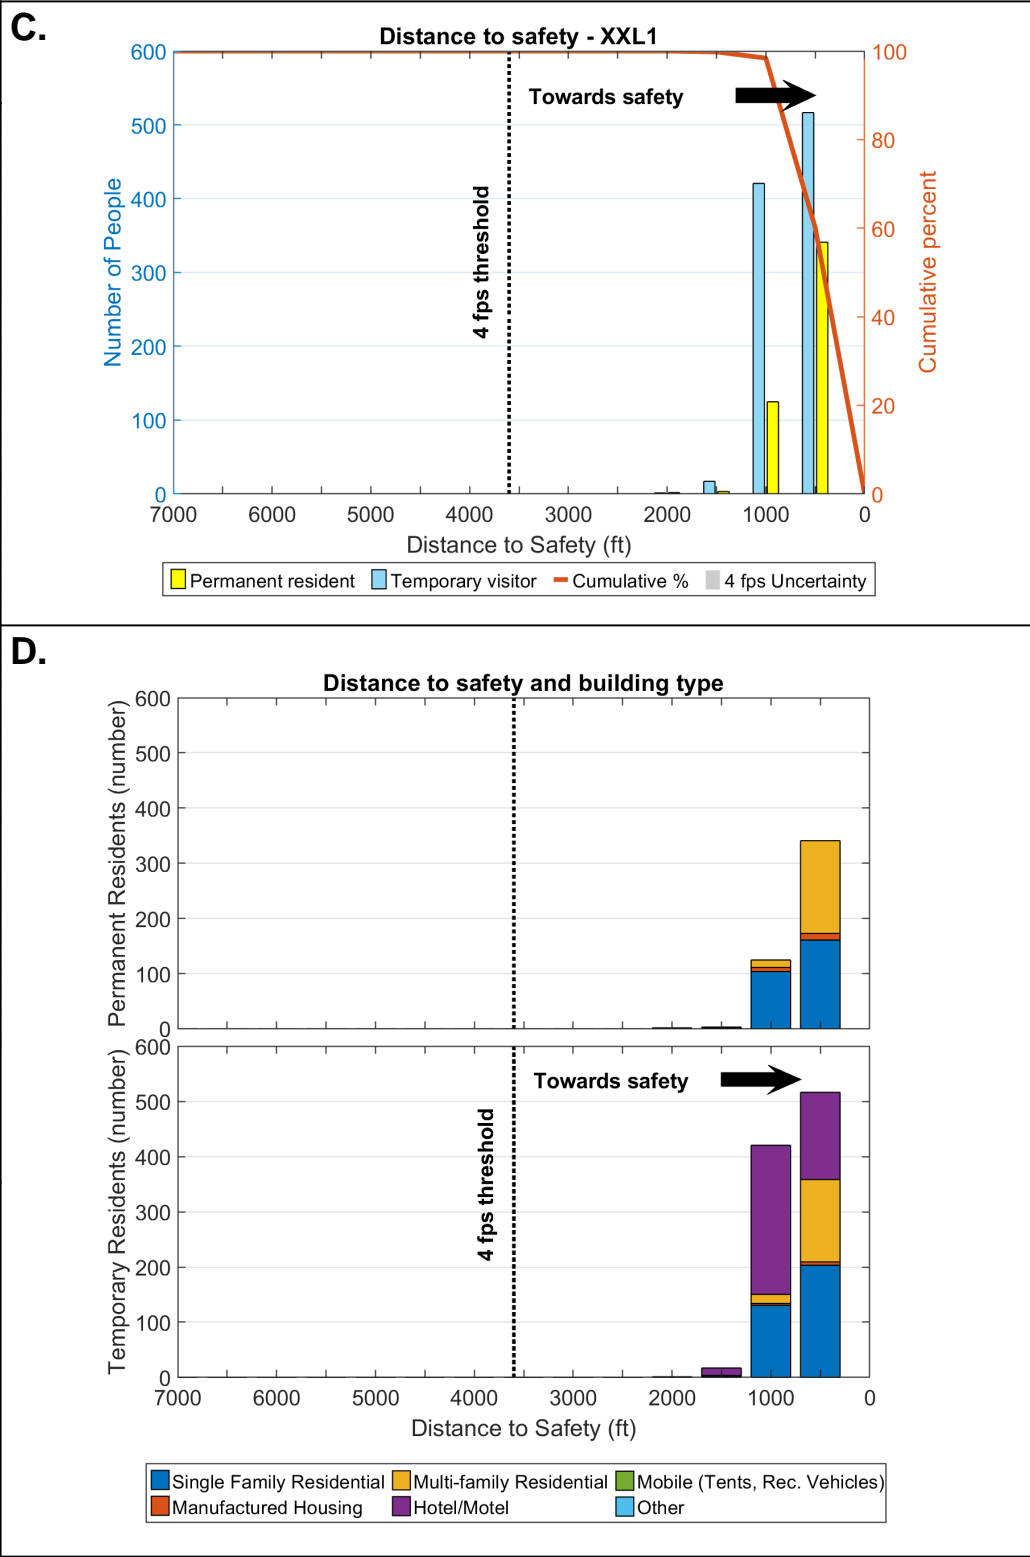 C.
Distance to safety - XXL1
600
500
400
300
200
100
0
Number of People
100
80
60
40
20
0
Cumulative percent
Towards safety
4 fps threshold
7000 6000 5000 4000 3000 2000 1000 0
Distance to Safety (ft)
Permanent resident Temporary visitor Cumulative % 4 fps Uncertainty
D.
Distance to safety and building type
600
500
400
300
200
100
0
Permanent Residents (number)
600
500
400
300
200
100
0
Temporary Residents (number)
Towards safety
4 fps threshold
7000 6000 5000 4000 3000 2000 1000 0
Distance to Safety (ft)
Single Family Residential Multi-family Residential Mobile (Tents, Rec. Vehicles)
Manufactured Housing Hotel/Motel Other